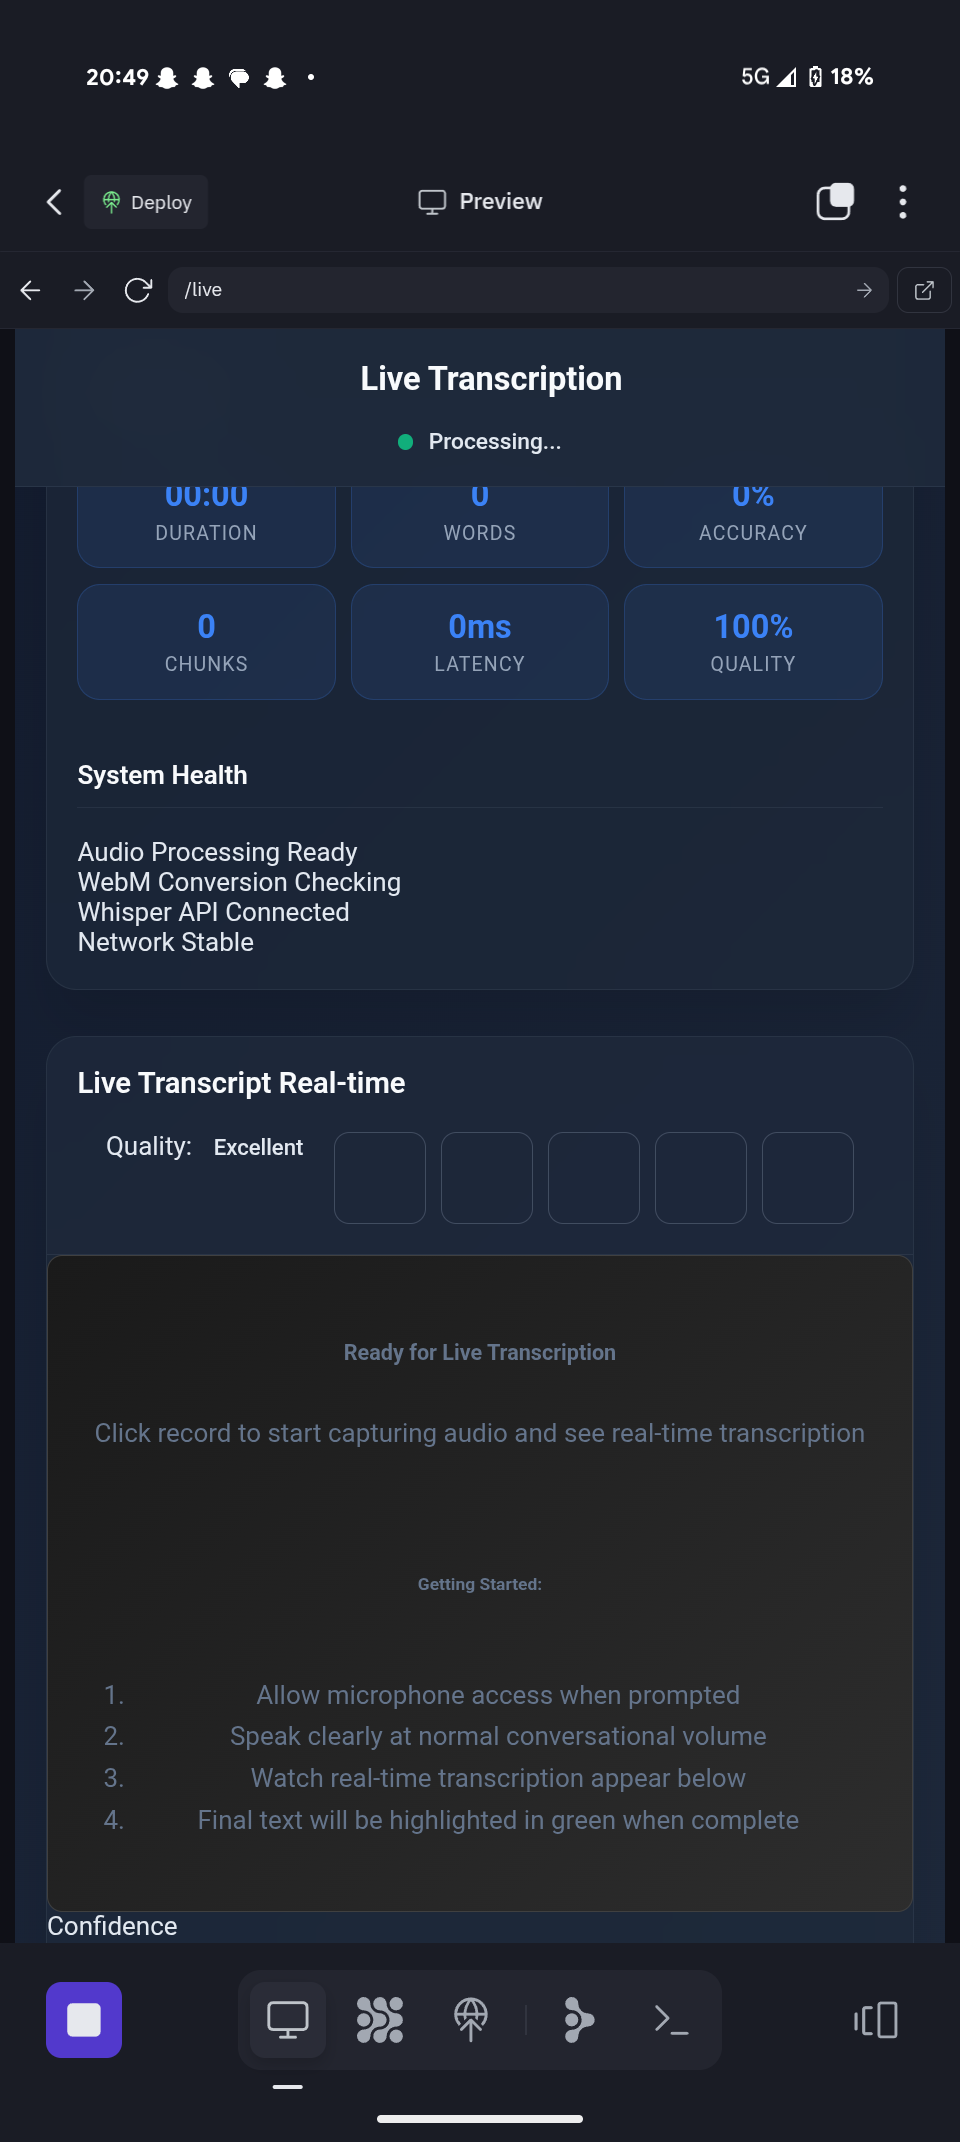 20:49
5G 18%
Deploy
Preview
/live
Live Transcription
Processing...
00:00 0 0%
DURATION WORDS ACCURACY
0 0ms 100%
CHUNKS LATENCY QUALITY
System Health
Audio Processing Ready
WebM Conversion Checking
Whisper API Connected
Network Stable
Live Transcript Real-time
Quality: Excellent
Ready for Live Transcription
Click record to start capturing audio and see real-time transcription
Getting Started:
1. Allow microphone access when prompted
2. Speak clearly at normal conversational volume
3. Watch real-time transcription appear below
4. Final text will be highlighted in green when complete
Confidence